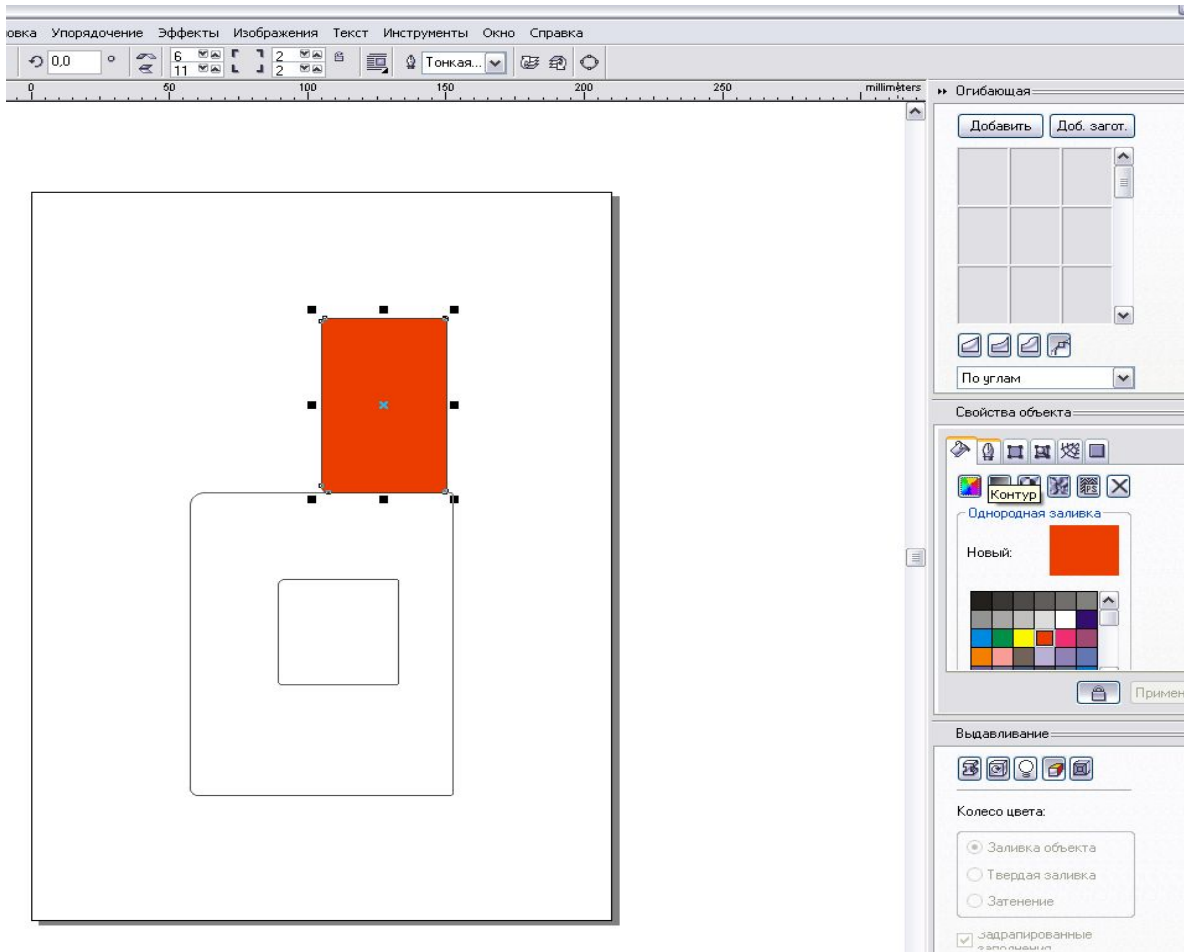 овка Упорядочение Эффекты Изображения Текст Инструменты Окно Справка
0,0 ° 6 11 2 2 Тонкая...
0 50 100 150 200 250 millimeters
Огибающая
Добавить Доб. загот.
По углам
Свойства объекта
Контур
Однородная заливка
Новый:
Примен
Выдавливание
Колесо цвета:
Заливка объекта
Твердая заливка
Затенение
Задрапированные
заполнения